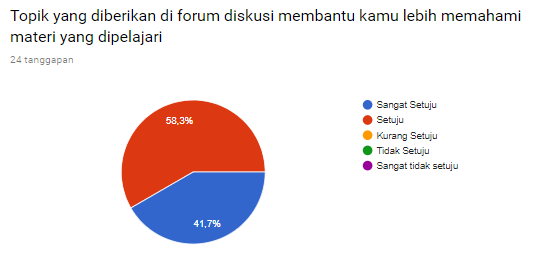 Topik yang diberikan di forum diskusi membantu kamu lebih memahami
materi yang dipelajari
24 tanggapan
58,3%
41,7%
Sangat Setuju
Setuju
Kurang Setuju
Tidak Setuju
Sangat tidak setuju